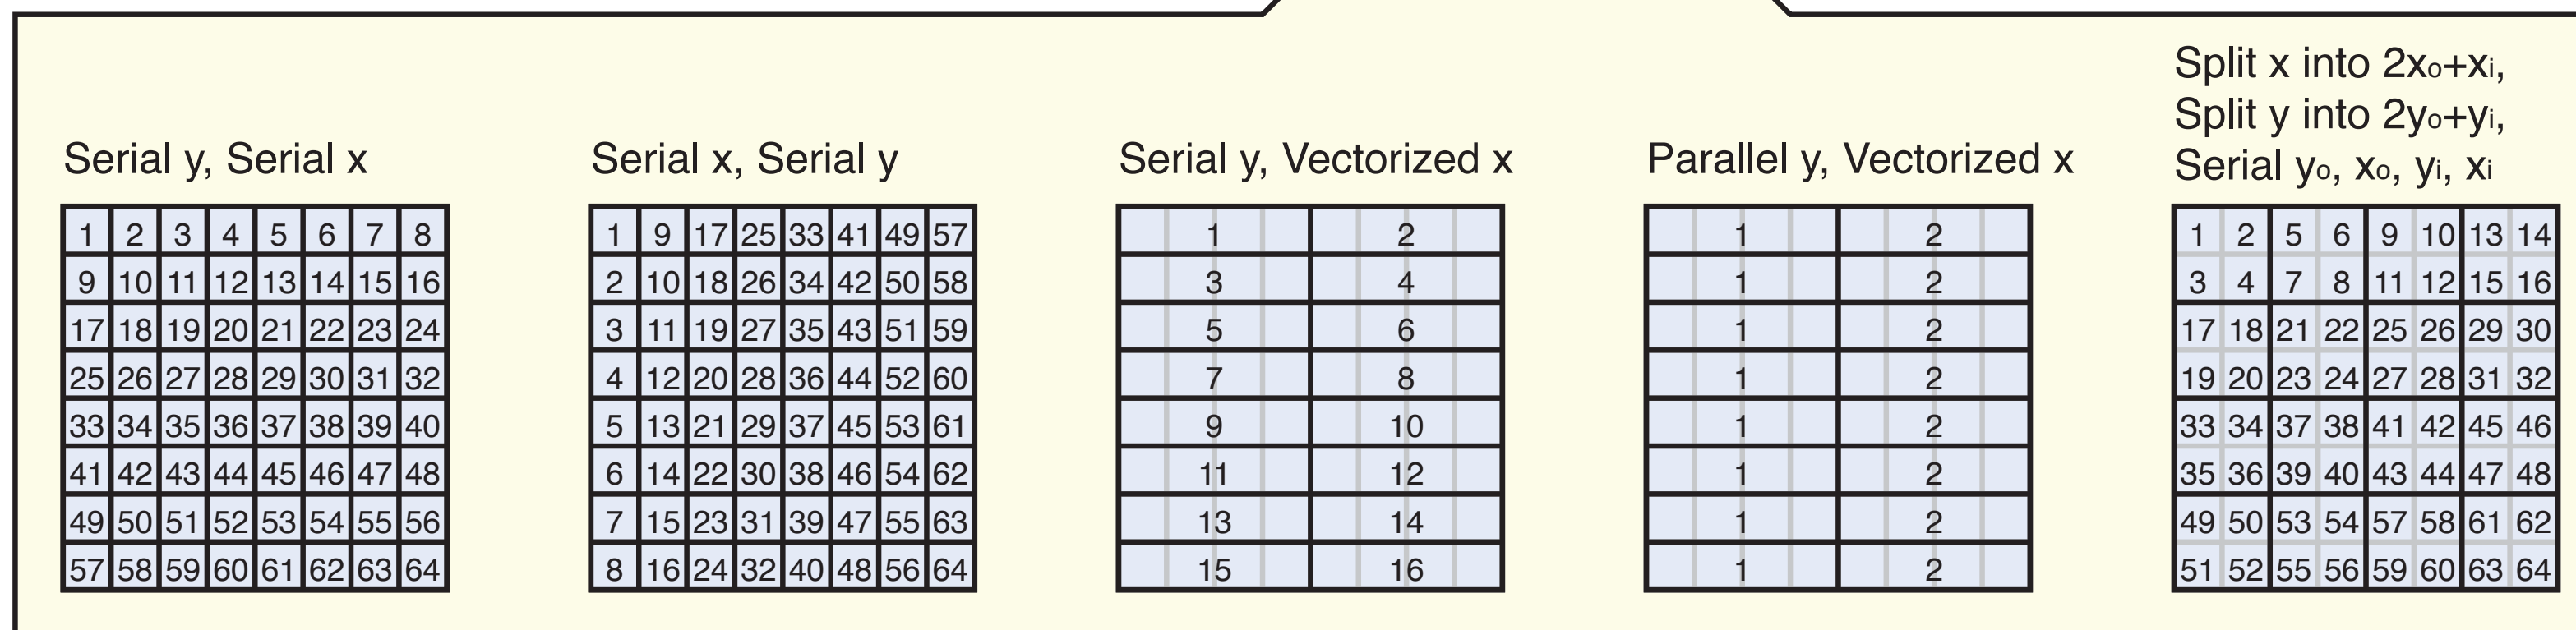 Serial y, Serial x
1 2 3 4 5 6 7 8
9 10 11 12 13 14 15 16
17 18 19 20 21 22 23 24
25 26 27 28 29 30 31 32
33 34 35 36 37 38 39 40
41 42 43 44 45 46 47 48
49 50 51 52 53 54 55 56
57 58 59 60 61 62 63 64
Serial x, Serial y
1 9 17 25 33 41 49 57
2 10 18 26 34 42 50 58
3 11 19 27 35 43 51 59
4 12 20 28 36 44 52 60
5 13 21 29 37 45 53 61
6 14 22 30 38 46 54 62
7 15 23 31 39 47 55 63
8 16 24 32 40 48 56 64
Serial y, Vectorized x
1 2
3 4
5 6
7 8
9 10
11 12
13 14
15 16
Parallel y, Vectorized x
1 2
1 2
1 2
1 2
1 2
1 2
1 2
1 2
Split x into 2xo+xi,
Split y into 2yo+yi,
Serial yo, xo, yi, xi
1 2 5 6 9 10 13 14
3 4 7 8 11 12 15 16
17 18 21 22 25 26 29 30
19 20 23 24 27 28 31 32
33 34 37 38 41 42 45 46
35 36 39 40 43 44 47 48
49 50 53 54 57 58 61 62
51 52 55 56 59 60 63 64